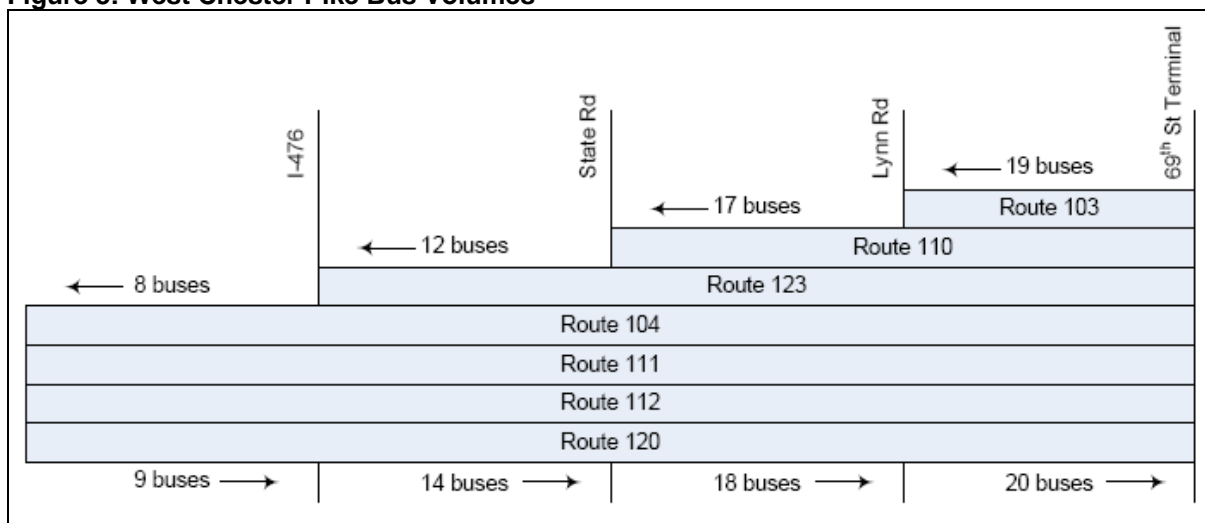 Figure 3. West Chester Pike Bus Volumes
I-476
State Rd
Lynn Rd
69th St Terminal
← 19 buses
Route 103
← 17 buses
Route 110
← 12 buses
Route 123
← 8 buses
Route 104
Route 111
Route 112
Route 120
9 buses →
14 buses →
18 buses →
20 buses →